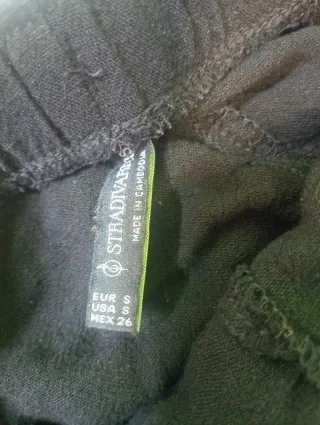 STRADIVARIUS
MADE IN CAMBODIA
EUR S
USA S
MEX 26